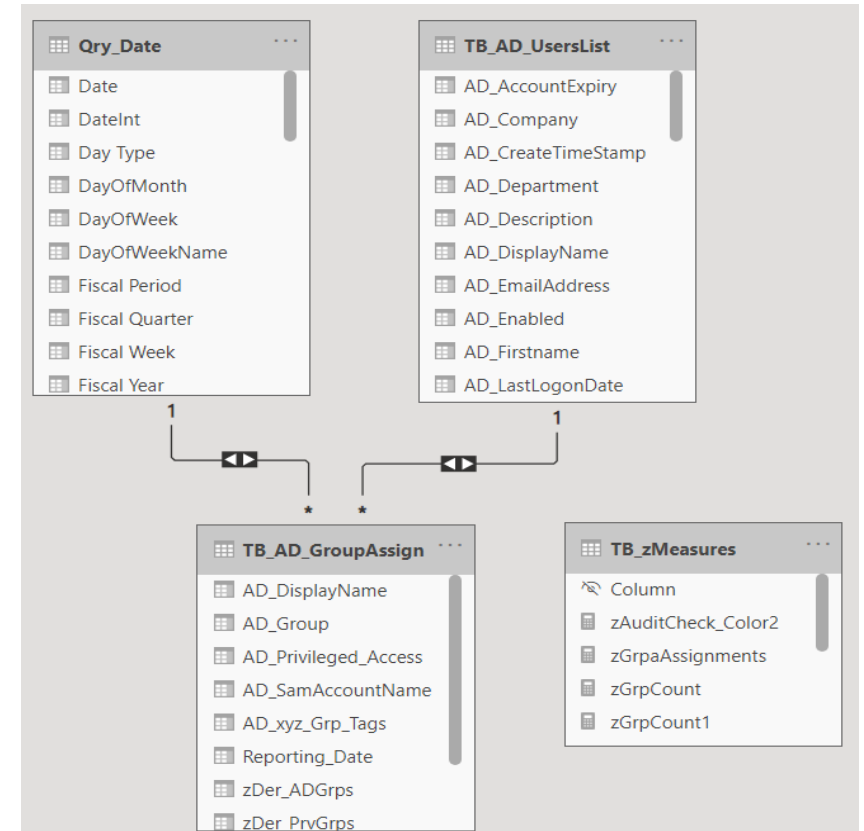 Qry_Date
Date
DateInt
Day Type
DayOfMonth
DayOfWeek
DayOfWeekName
Fiscal Period
Fiscal Quarter
Fiscal Week
Fiscal Year
1
*
TB_AD_UsersList
AD_AccountExpiry
AD_Company
AD_CreateTimeStamp
AD_Department
AD_Description
AD_DisplayName
AD_EmailAddress
AD_Enabled
AD_Firstname
AD_LastLogonDate
1
*
TB_AD_GroupAssign
AD_DisplayName
AD_Group
AD_Privileged_Access
AD_SamAccountName
AD_xyz_Grp_Tags
Reporting_Date
zDer_ADGrps
zDer_PrvGrps
TB_zMeasures
Column
zAuditCheck_Color2
zGrpaAssignments
zGrpCount
zGrpCount1